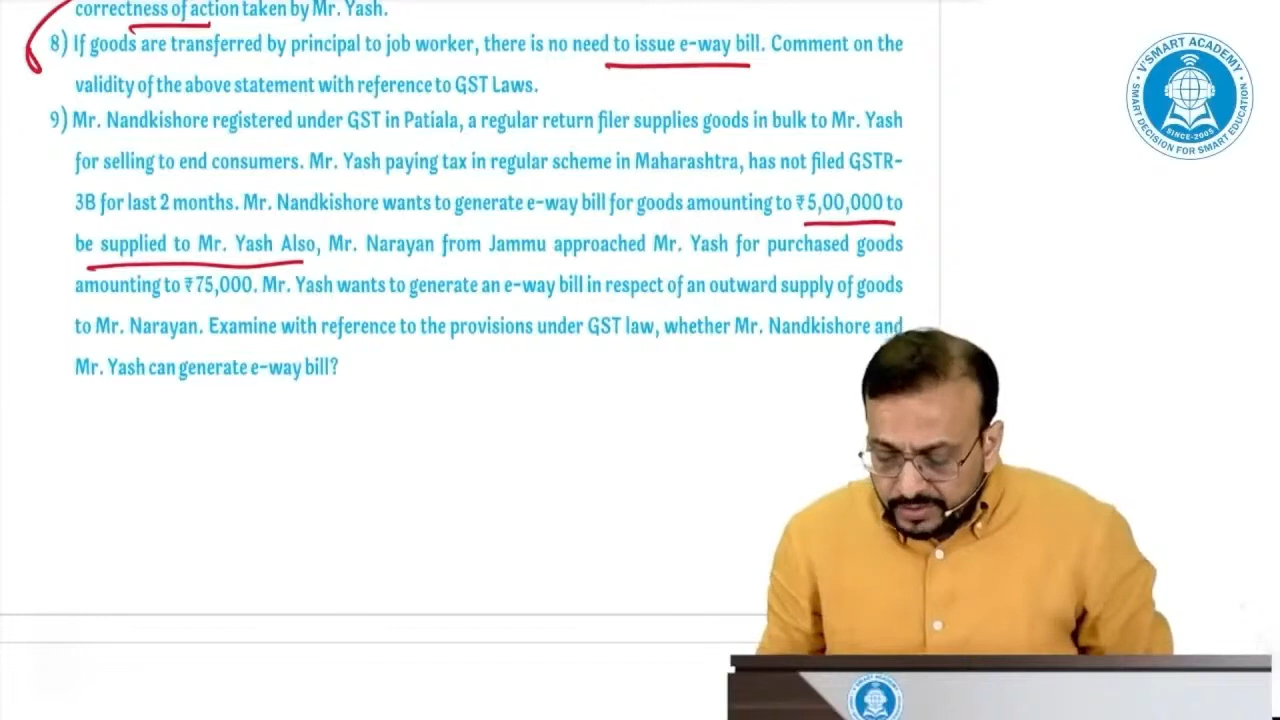 correctness of action taken by Mr. Yash.
8) If goods are transferred by principal to job worker, there is no need to issue e-way bill. Comment on the
validity of the above statement with reference to GST Laws.
9) Mr. Nandkishore registered under GST in Patiala, a regular return filer supplies goods in bulk to Mr. Yash
for selling to end consumers. Mr. Yash paying tax in regular scheme in Maharashtra, has not filed GSTR-
3B for last 2 months. Mr. Nandkishore wants to generate e-way bill for goods amounting to ₹5,00,000 to
be supplied to Mr. Yash Also, Mr. Narayan from Jammu approached Mr. Yash for purchased goods
amounting to ₹75,000. Mr. Yash wants to generate an e-way bill in respect of an outward supply of goods
to Mr. Narayan. Examine with reference to the provisions under GST law, whether Mr. Nandkishore and
Mr. Yash can generate e-way bill?
V'SMART ACADEMY
SINCE-2005
SMART DECISION FOR SMART EDUCATION